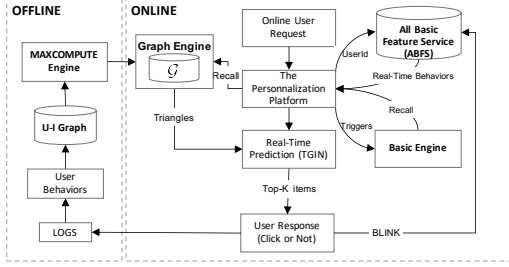 OFFLINE
ONLINE
MAXCOMPUTE
Engine
U-I Graph
User
Behaviors
LOGS
Graph Engine
𝒢
Recall
Triangles
Online User
Request
The
Personnalization
Platform
Real-Time
Prediction (TGIN)
Top-K items
User Response
(Click or Not)
UserId
All Basic
Feature Service
(ABFS)
Real-Time Behaviors
Recall
Triggers
Basic Engine
BLINK